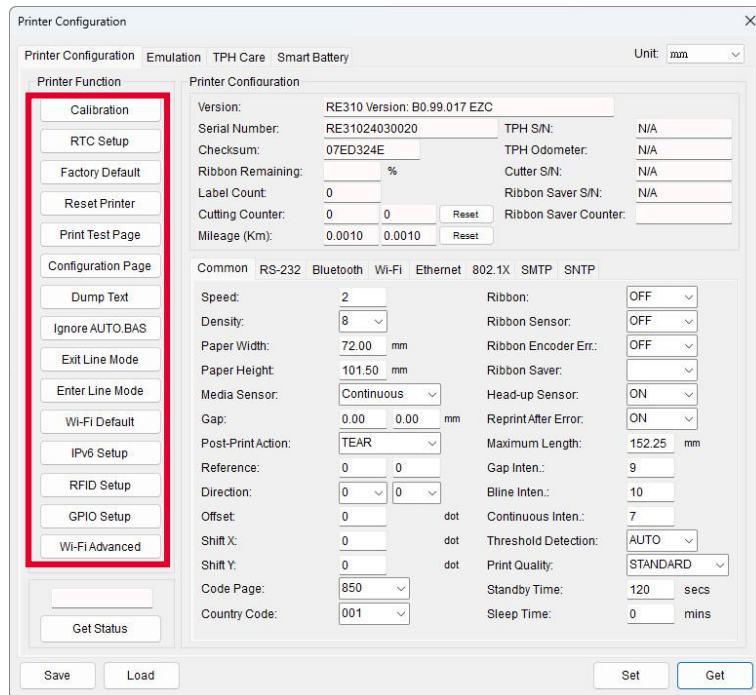 Printer Configuration
Printer Configuration Emulation TPH Care Smart Battery Unit: mm
Printer Function
Calibration
RTC Setup
Factory Default
Reset Printer
Print Test Page
Configuration Page
Dump Text
Ignore AUTO.BAS
Exit Line Mode
Enter Line Mode
Wi-Fi Default
IPv6 Setup
RFID Setup
GPIO Setup
Wi-Fi Advanced
Get Status
Printer Configuration
Version: RE310 Version: B0.99.017 EZC
Serial Number: RE31024030020 TPH S/N: N/A
Checksum: 07ED324E TPH Odometer: N/A
Ribbon Remaining: % Cutter S/N: N/A
Label Count: 0 Ribbon Saver S/N: N/A
Cutting Counter: 0 0 Reset Ribbon Saver Counter:
Mileage (Km): 0.0010 0.0010 Reset
Common RS-232 Bluetooth Wi-Fi Ethernet 802.1X SMTP SNTP
Speed: 2 Ribbon: OFF
Density: 8 Ribbon Sensor: OFF
Paper Width: 72.00 mm Ribbon Encoder Err.: OFF
Paper Height: 101.50 mm Ribbon Saver:
Media Sensor: Continuous Head-up Sensor: ON
Gap: 0.00 0.00 mm Reprint After Error: ON
Post-Print Action: TEAR Maximum Length: 152.25 mm
Reference: 0 0 Gap Inten.: 9
Direction: 0 0 Bline Inten.: 10
Offset: 0 dot Continuous Inten.: 7
Shift X: 0 dot Threshold Detection: AUTO
Shift Y: 0 dot Print Quality: STANDARD
Code Page: 850 Standby Time: 120 secs
Country Code: 001 Sleep Time: 0 mins
Save Load Set Get